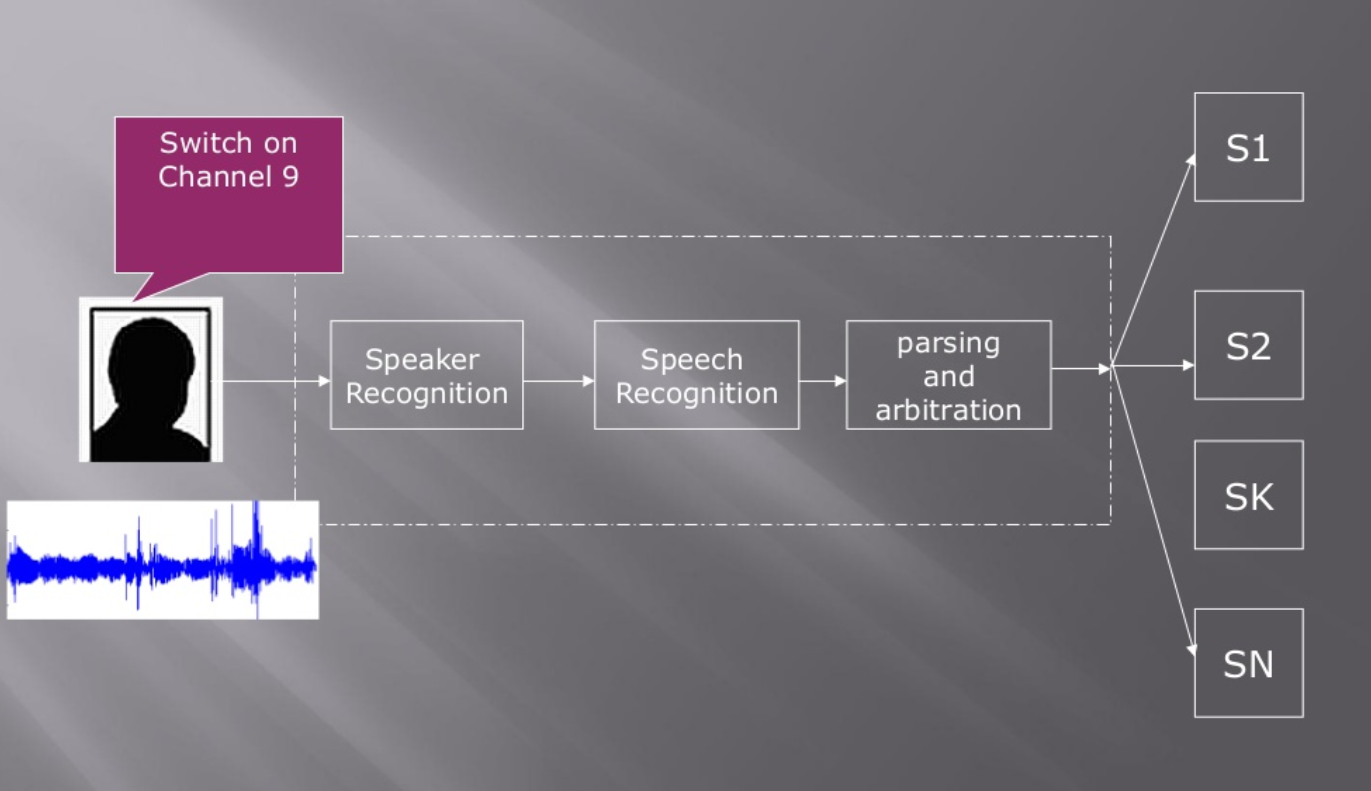 Switch on
Channel 9
Speaker
Recognition
Speech
Recognition
parsing
and
arbitration
S1
S2
SK
SN